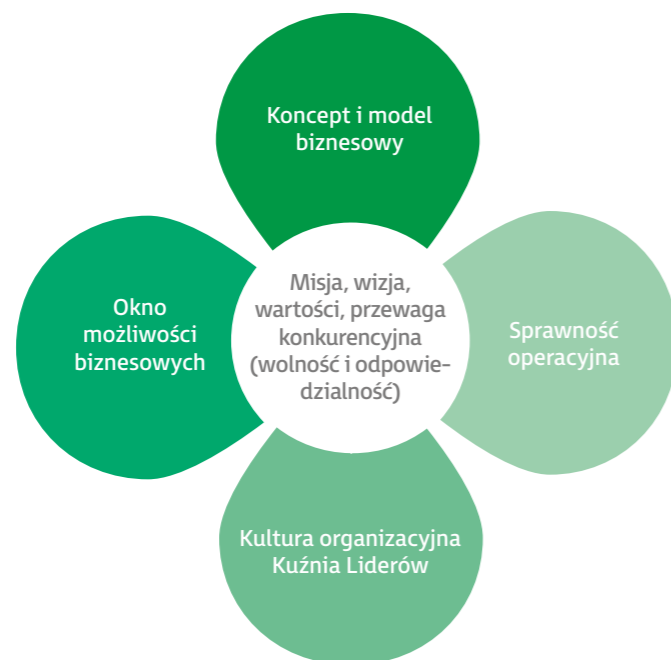 Koncept i model
biznesowy
Okno
możliwości
biznesowych
Misja, wizja,
wartości, przewaga
konkurencyjna
(wolność i odpowie-
dzialność)
Sprawność
operacyjna
Kultura organizacyjna
Kuźnia Liderów